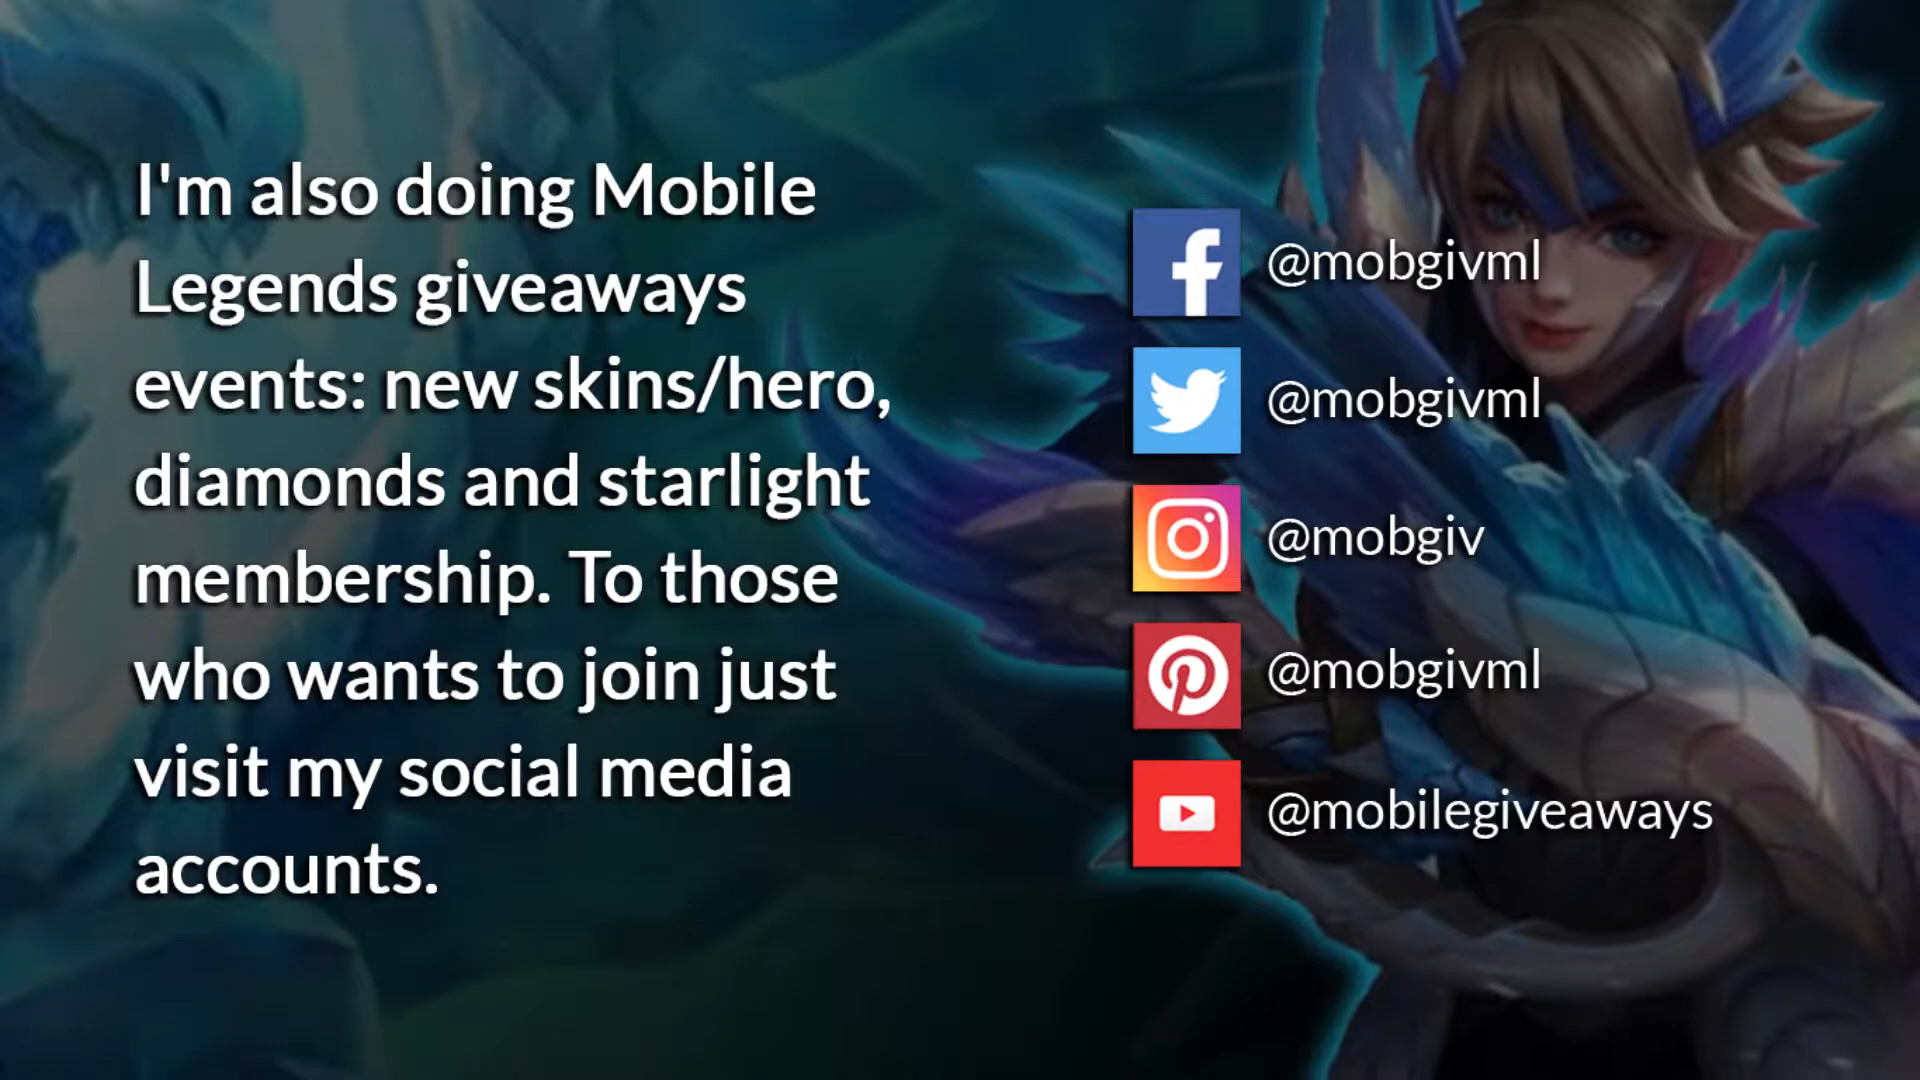 I'm also doing Mobile
Legends giveaways
events: new skins/hero,
diamonds and starlight
membership. To those
who wants to join just
visit my social media
accounts.
@mobgivml
@mobgivml
@mobgiv
@mobgivml
@mobilegiveaways